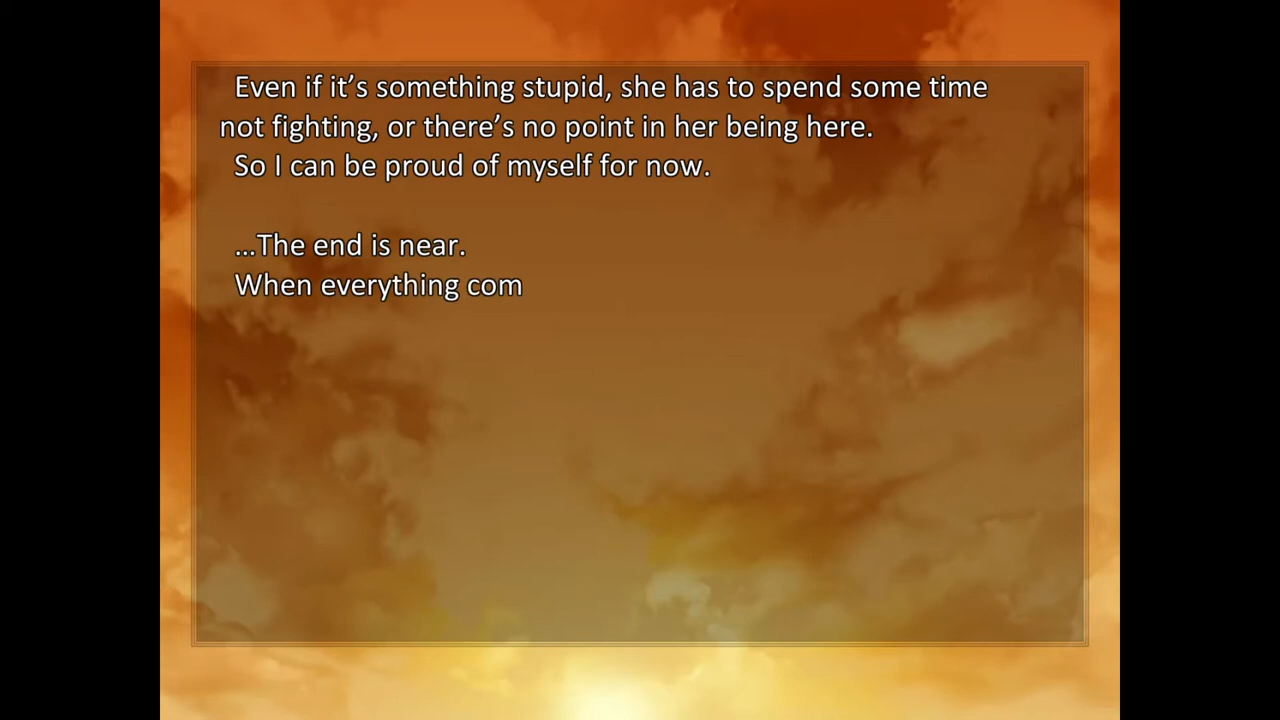 Even if it’s something stupid, she has to spend some time
not fighting, or there’s no point in her being here.
So I can be proud of myself for now.
…The end is near.
When everything com